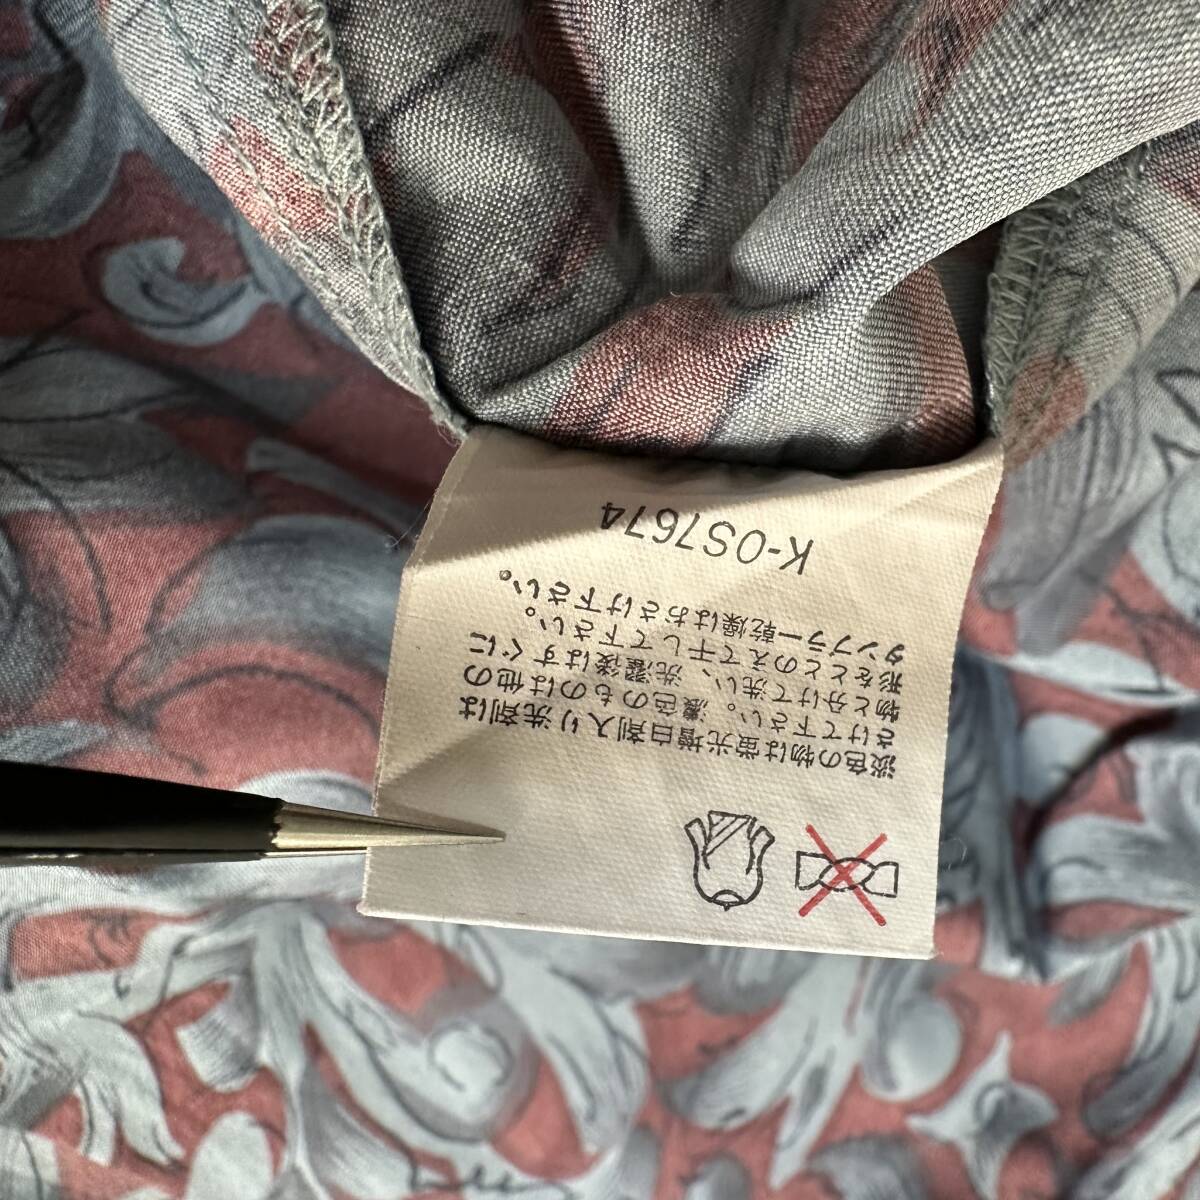 淡色の物は蛍光増白剤入り洗剤は
さけて下さい。濃色のものは他の
物と分けて洗い、洗濯後はすぐに
形をととのえて干して下さい。
タンブラー乾燥はおさけ下さい。
K-OS7674